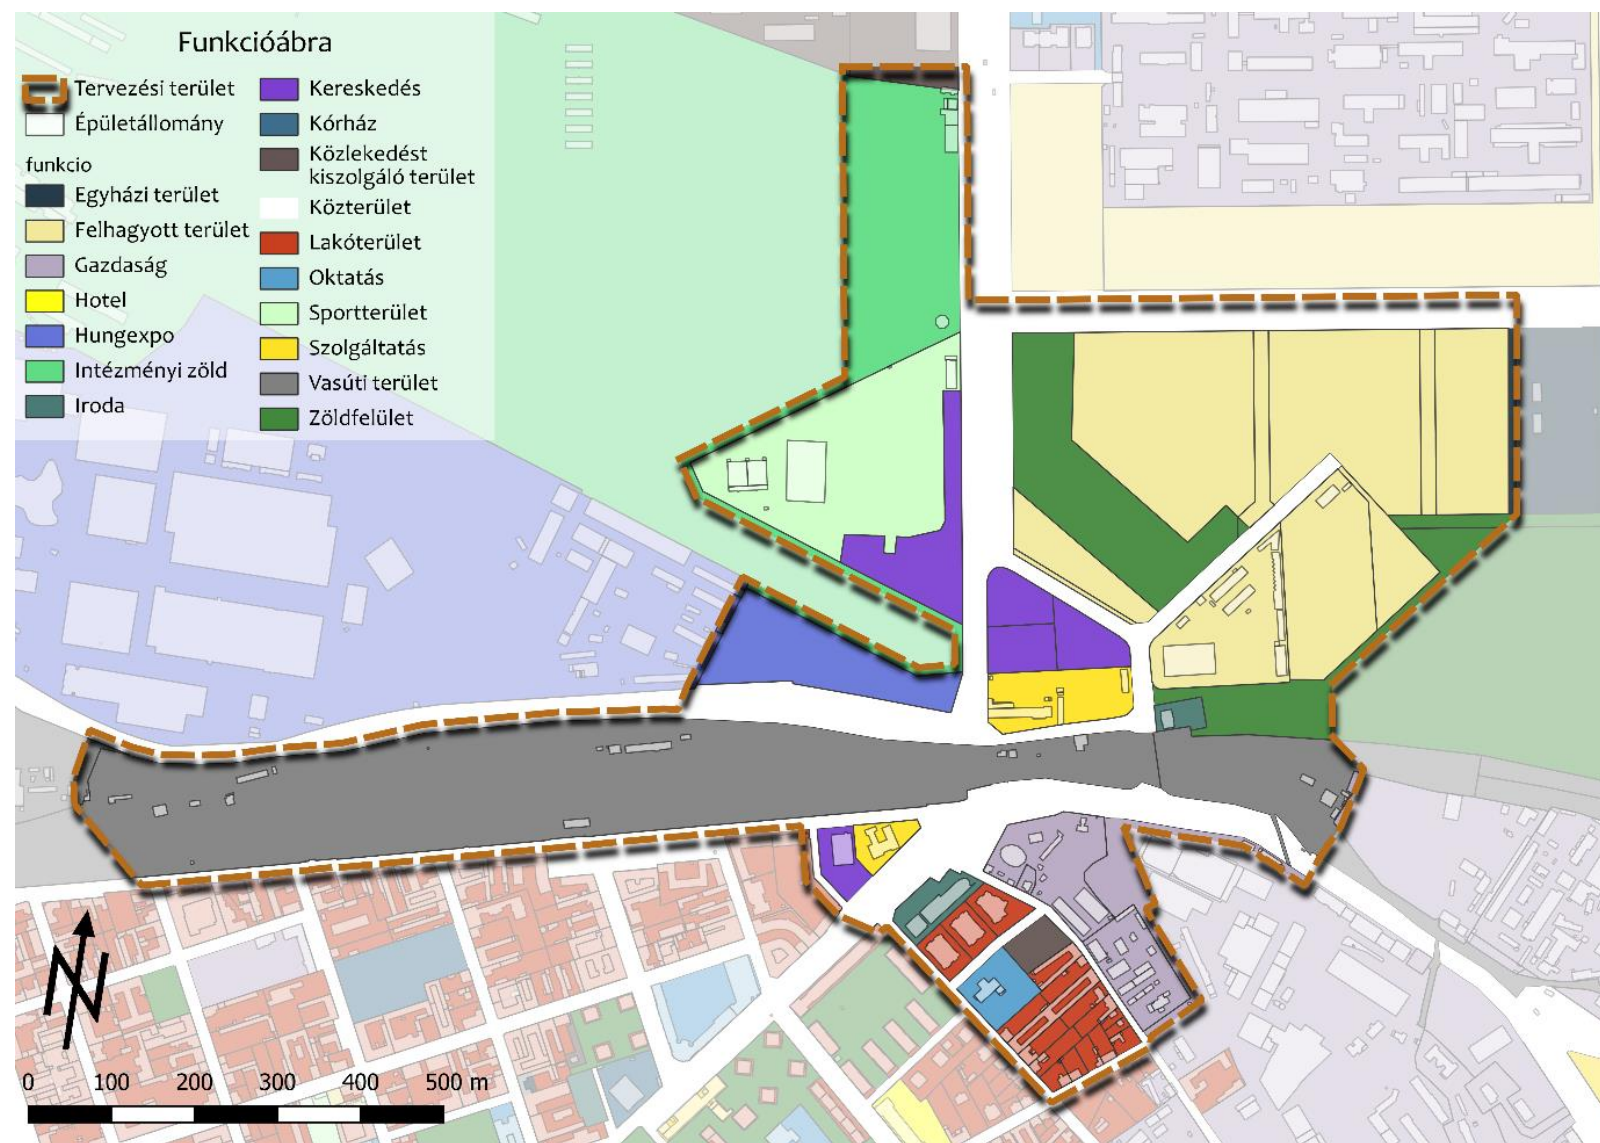 Funkcióábra
Tervezési terület
Épületállomány
funkcio
Egyházi terület
Felhagyott terület
Gazdaság
Hotel
Hungexpo
Intézményi zöld
Iroda
Kereskedés
Kórház
Közlekedést
kiszolgáló terület
Közterület
Lakóterület
Oktatás
Sportterület
Szolgáltatás
Vasúti terület
Zöldfelület
N
0 100 200 300 400 500 m